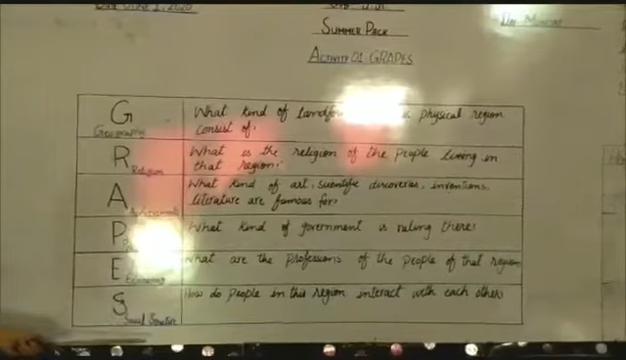 Summer Pack
Activity 01 GRADES
G
Geography
What kind of landfor physical region
consist of.
R
Religion
What is the religion of the people living in
that region.
A
Achievements
What kind of art, scientific discoveries, inventions,
literature are famous for
P
What kind of government is ruling there
E
Economy
What are the professions of the people of that region
S
Social Structure
How do people in this region interact with each other